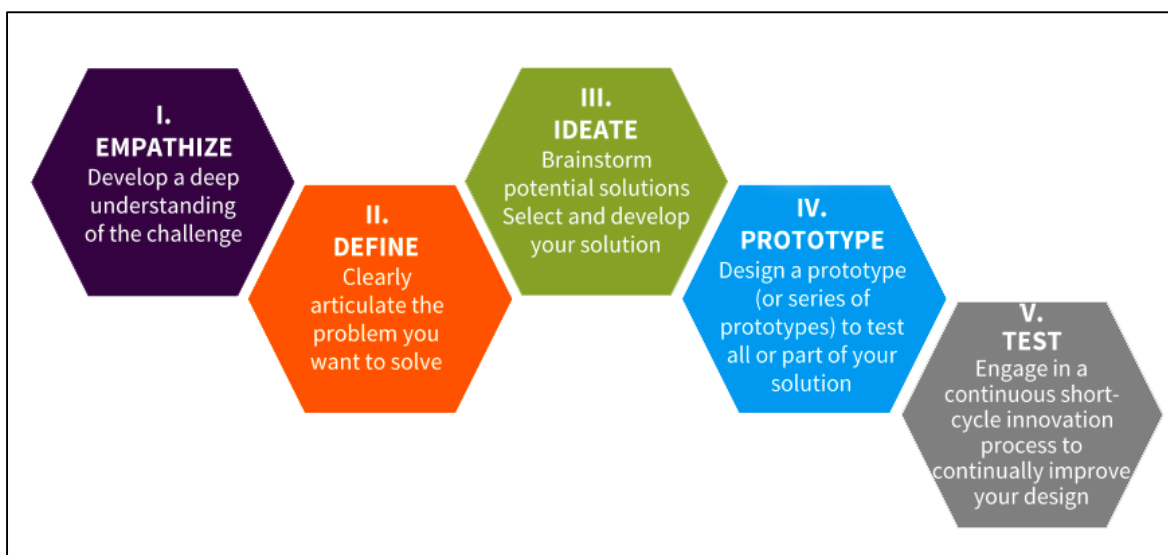 I.
EMPATHIZE
Develop a deep
understanding
of the challenge
II.
DEFINE
Clearly
articulate the
problem you
want to solve
III.
IDEATE
Brainstorm
potential solutions
Select and develop
your solution
IV.
PROTOTYPE
Design a prototype
(or series of
prototypes) to test
all or part of your
solution
V.
TEST
Engage in a
continuous short-
cycle innovation
process to
continually improve
your design